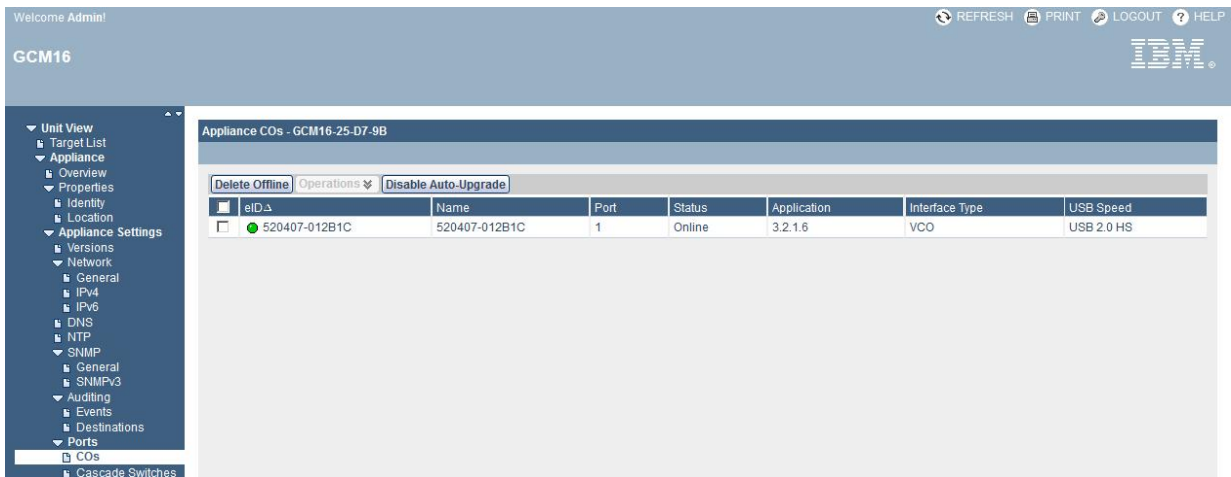 Welcome Admin!
REFRESH PRINT LOGOUT ? HELP
GCM16
IBM®
Unit View
Target List
Appliance
Overview
Properties
Identity
Location
Appliance Settings
Versions
Network
General
IPv4
IPv6
DNS
NTP
SNMP
General
SNMPv3
Auditing
Events
Destinations
Ports
COs
Cascade Switches
Appliance COs - GCM16-25-D7-9B
Delete Offline Operations Disable Auto-Upgrade
eID Name Port Status Application Interface Type USB Speed
520407-012B1C 520407-012B1C 1 Online 3.2.1.6 VCO USB 2.0 HS